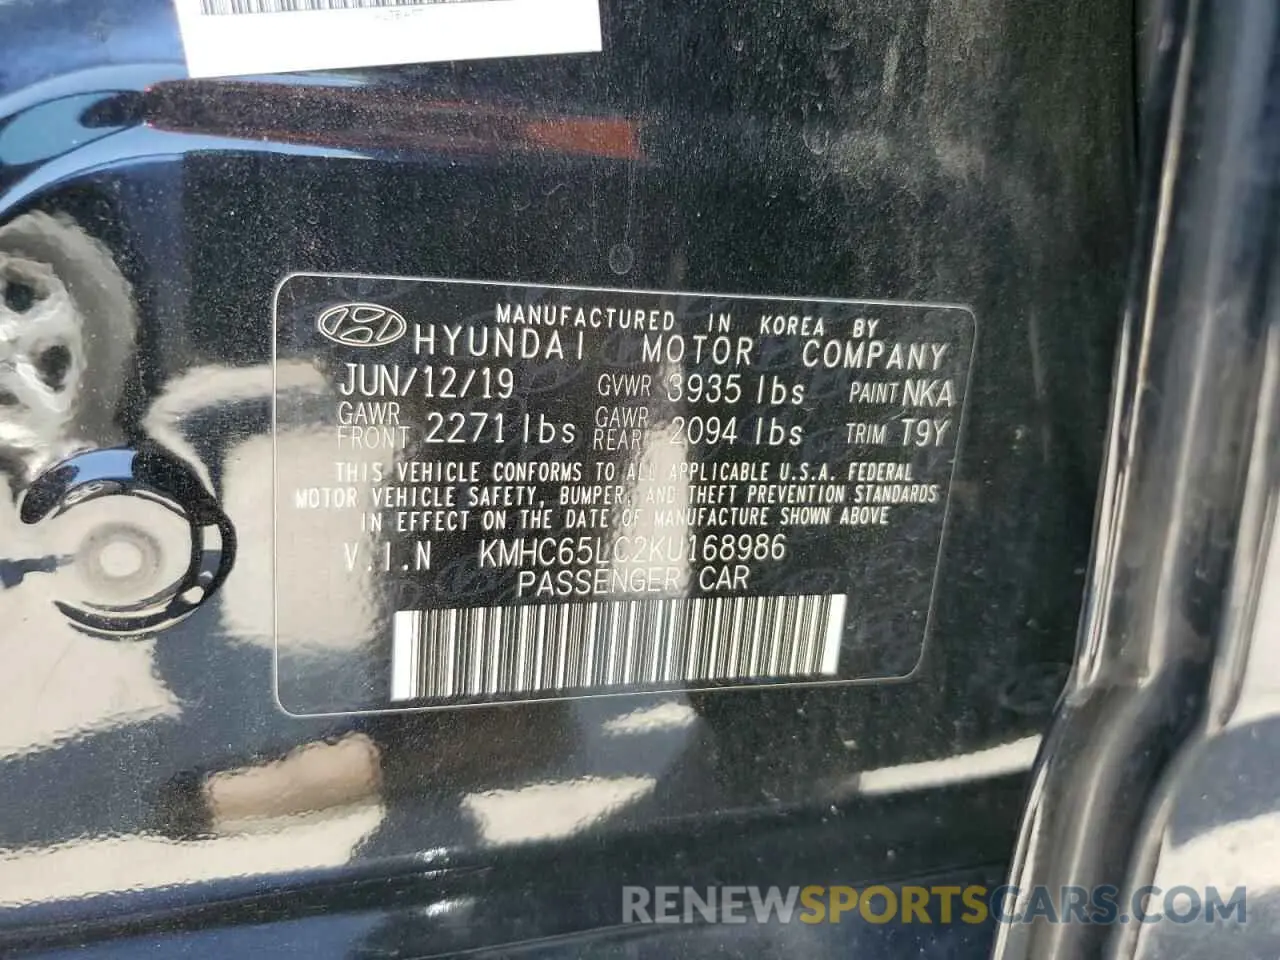 MANUFACTURED IN KOREA BY
HYUNDAI MOTOR COMPANY
JUN/12/19 GVWR 3935 lbs PAINT NKA
GAWR FRONT 2271 lbs GAWR REAR 2094 lbs TRIM T9Y
THIS VEHICLE CONFORMS TO ALL APPLICABLE U.S.A. FEDERAL
MOTOR VEHICLE SAFETY, BUMPER, AND THEFT PREVENTION STANDARDS
IN EFFECT ON THE DATE OF MANUFACTURE SHOWN ABOVE
V.I.N KMHC65LC2KU168986
PASSENGER CAR
RENEWSPORTSCARS.COM